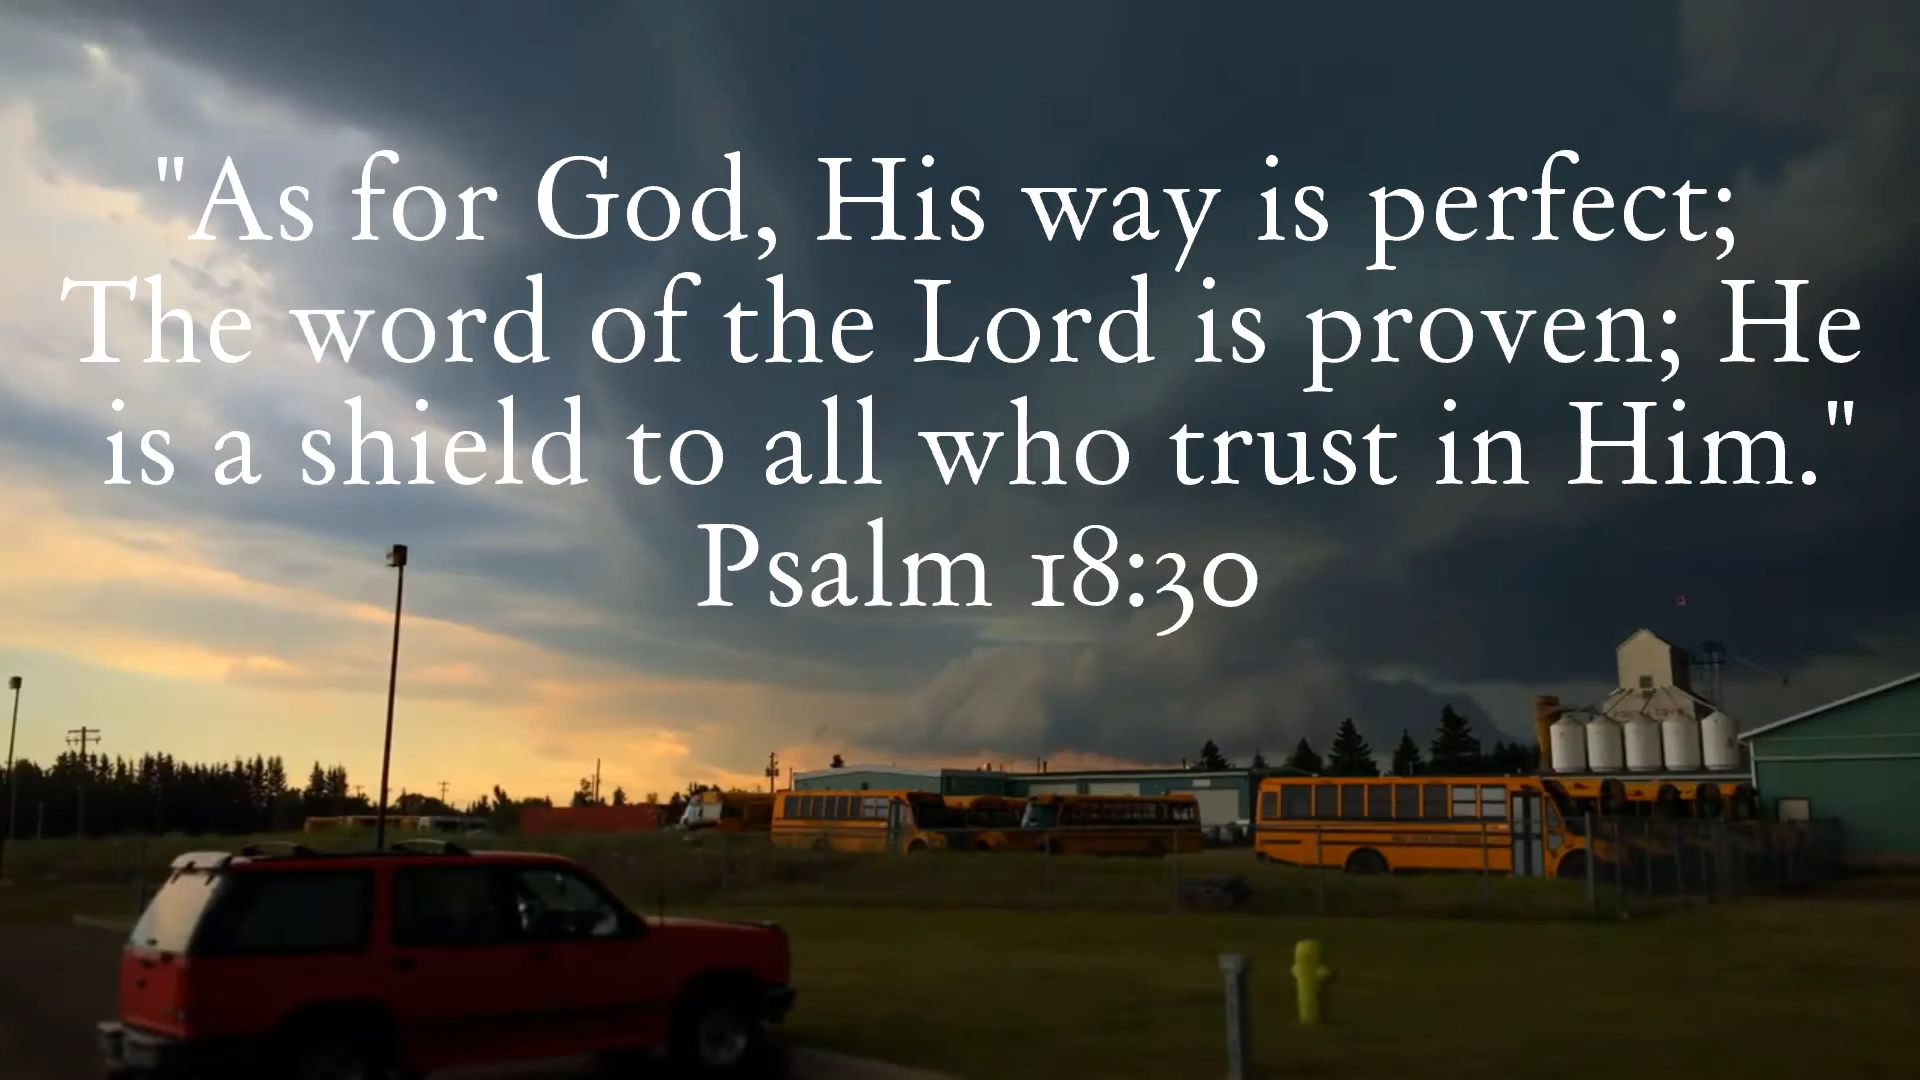 "As for God, His way is perfect;
The word of the Lord is proven; He
is a shield to all who trust in Him."
Psalm 18:30